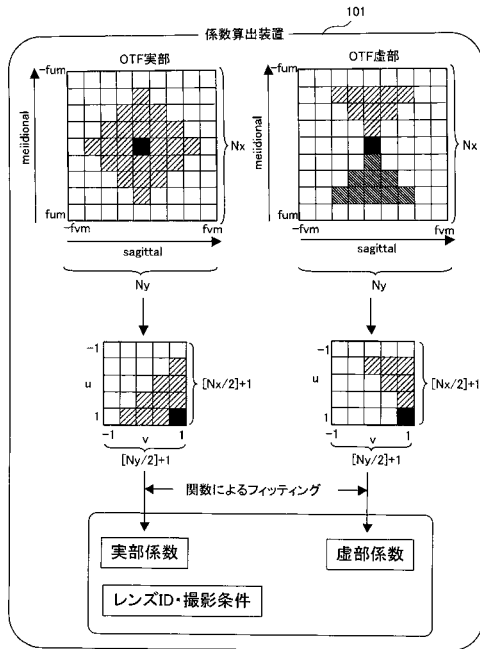 101
係数算出装置
OTF実部
OTF虚部
-fum
-fum
meiidional
Nx
meiidional
Nx
fum
fum
-fvm
fvm
-fvm
fvm
sagittal
sagittal
Ny
Ny
-1
-1
u
[Nx/2]+1
u
[Nx/2]+1
1
1
-1
v
1
-1
v
1
[Ny/2]+1
[Ny/2]+1
関数によるフィッティング
実部係数
虚部係数
レンズID・撮影条件